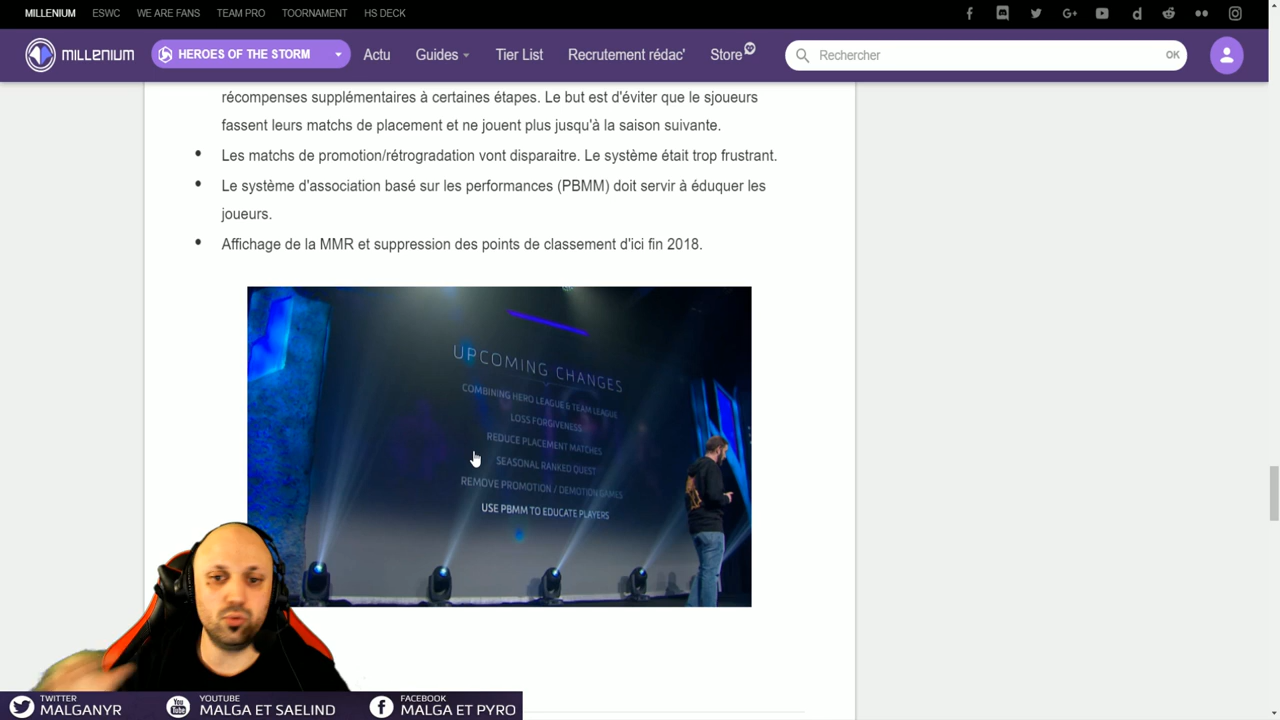 MILLENIUM ESWC WE ARE FANS TEAM PRO TOORNAMENT HS DECK
MILLENIUM HEROES OF THE STORM Actu Guides Tier List Recrutement rédac' Store Rechercher OK
récompenses supplémentaires à certaines étapes. Le but est d'éviter que le sjoueurs
fassent leurs matchs de placement et ne jouent plus jusqu'à la saison suivante.
Les matchs de promotion/rétrogradation vont disparaitre. Le système était trop frustrant.
Le système d'association basé sur les performances (PBMM) doit servir à éduquer les
joueurs.
Affichage de la MMR et suppression des points de classement d'ici fin 2018.
UPCOMING CHANGES
COMBINING HERO LEAGUE & TEAM LEAGUE
LOSS FORGIVENESS
REDUCE PLACEMENT MATCHES
SEASONAL RANKED QUEST
REMOVE PROMOTION / DEMOTION GAMES
USE PBMM TO EDUCATE PLAYERS
TWITTER
MALGANYR
You Tube
YOUTUBE
MALGA ET SAELIND
FACEBOOK
MALGA ET PYRO